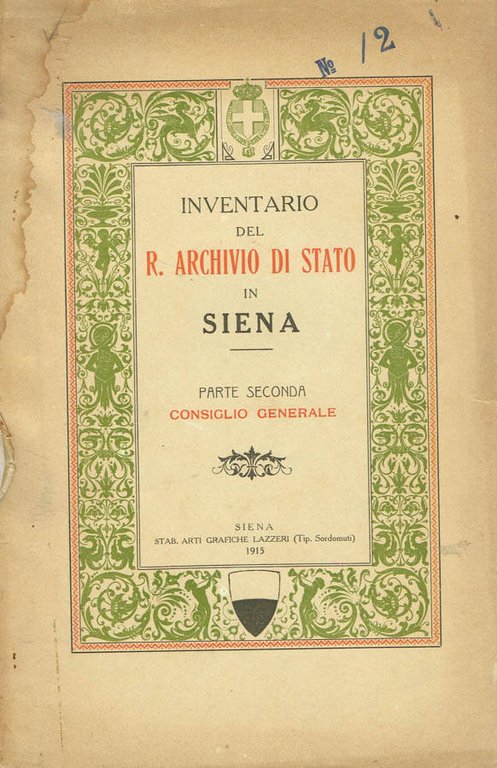 Nº 12
INVENTARIO
DEL
R. ARCHIVIO DI STATO
IN
SIENA
PARTE SECONDA
CONSIGLIO GENERALE
SIENA
STAB. ARTI GRAFICHE LAZZERI (Tip. Sordomuti)
1915